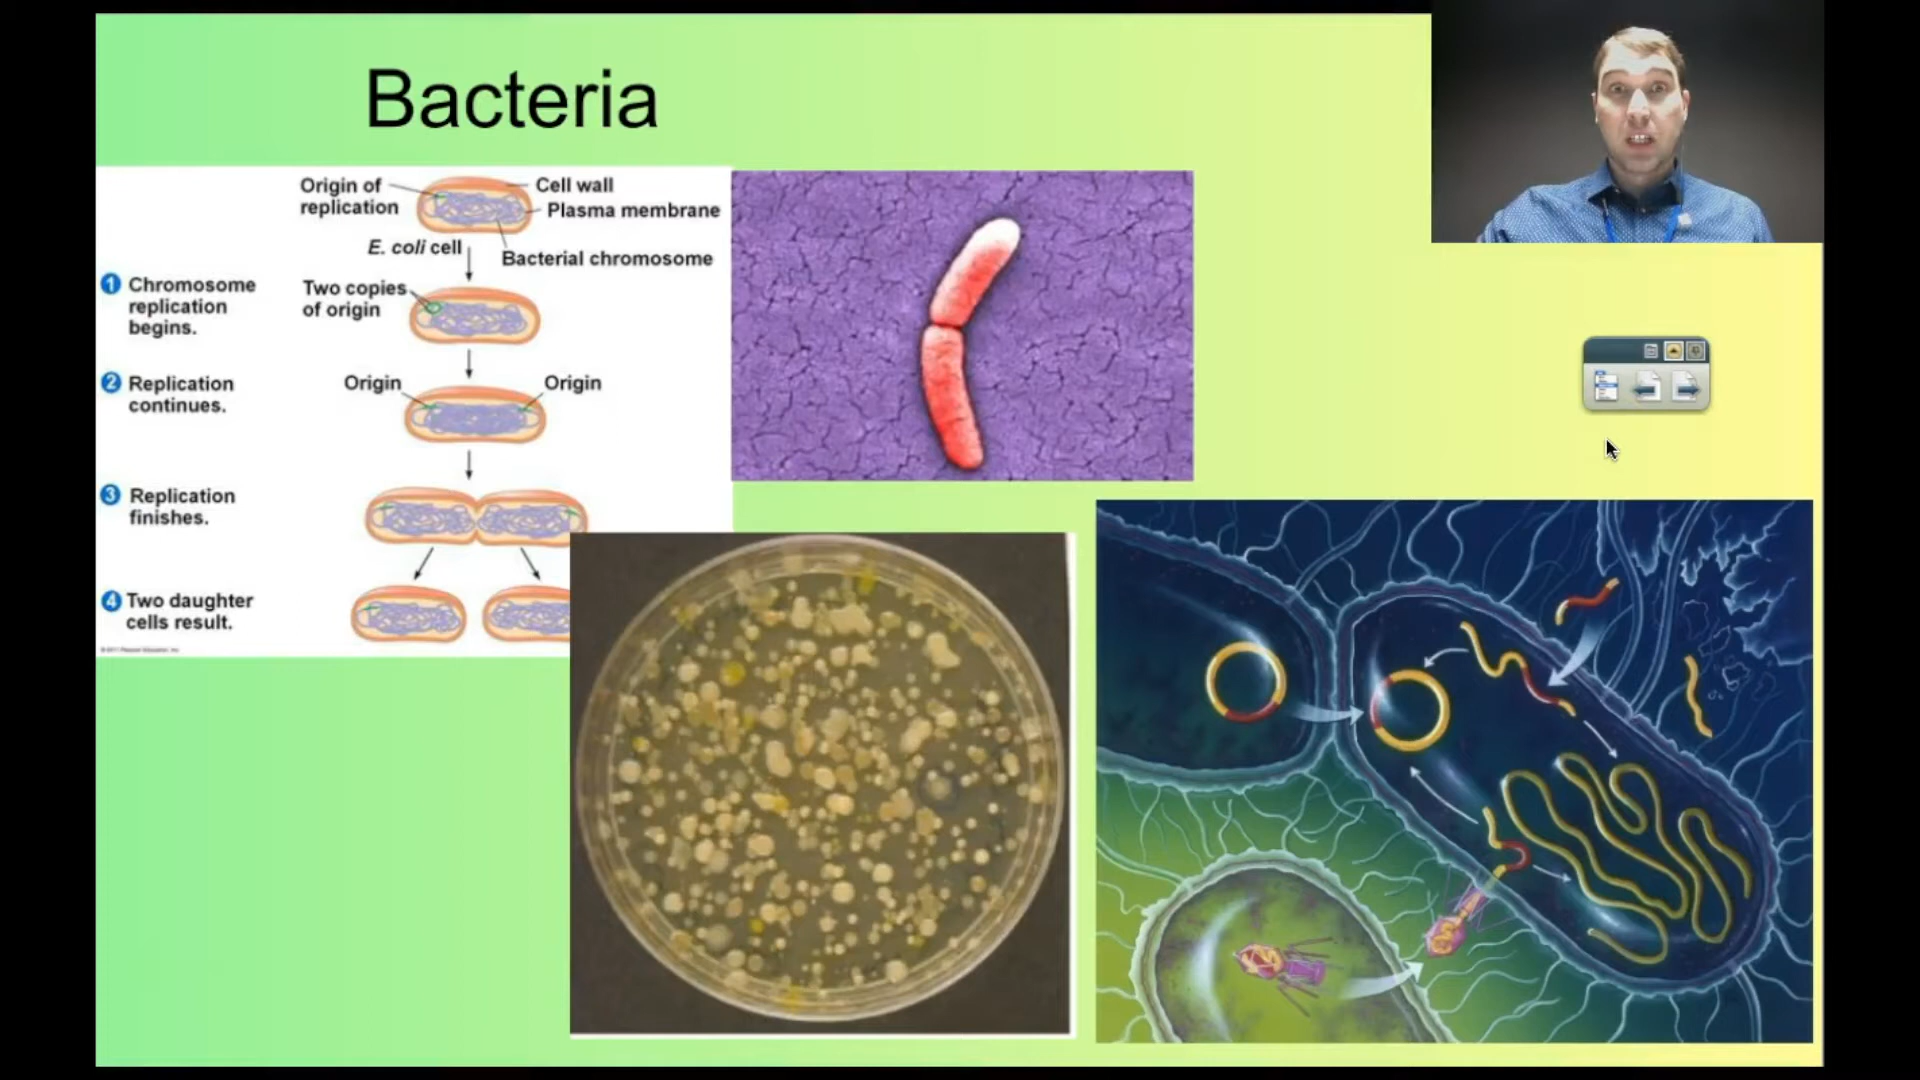 Bacteria
Origin of
replication
Cell wall
Plasma membrane
E. coli cell
Bacterial chromosome
1 Chromosome
replication
begins.
Two copies
of origin
2 Replication
continues.
Origin
Origin
3 Replication
finishes.
4 Two daughter
cells result.